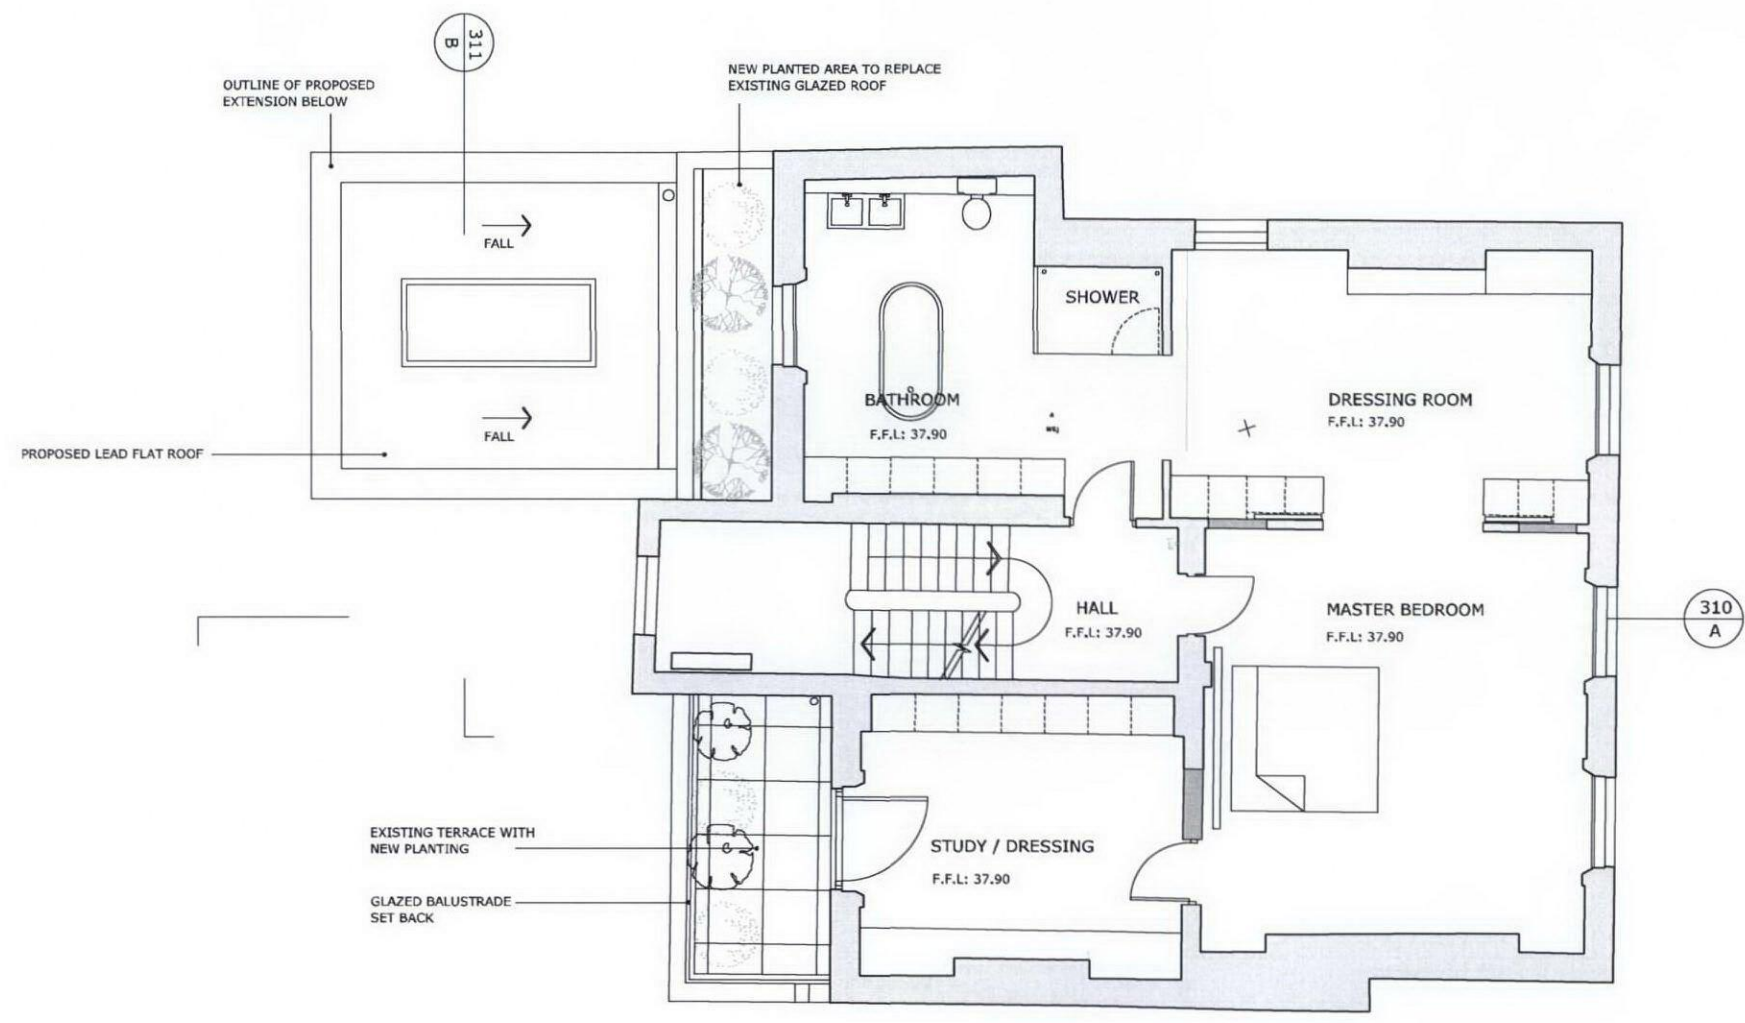 311
B
OUTLINE OF PROPOSED
EXTENSION BELOW
NEW PLANTED AREA TO REPLACE
EXISTING GLAZED ROOF
FALL
FALL
PROPOSED LEAD FLAT ROOF
SHOWER
BATHROOM
F.F.L: 37.90
DRESSING ROOM
F.F.L: 37.90
HALL
F.F.L: 37.90
MASTER BEDROOM
F.F.L: 37.90
310
A
EXISTING TERRACE WITH
NEW PLANTING
GLAZED BALUSTRADE
SET BACK
STUDY / DRESSING
F.F.L: 37.90